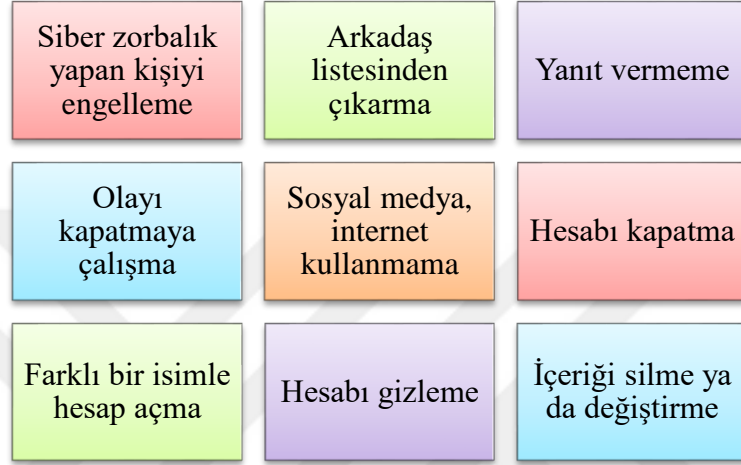 Siber zorbalık
yapan kişiyi
engelleme
Arkadaş
listesinden
çıkarma
Yanıt vermeme
Olayı
kapatmaya
çalışma
Sosyal medya,
internet
kullanmama
Hesabı kapatma
Farklı bir isimle
hesap açma
Hesabı gizleme
İçeriği silme ya
da değiştirme